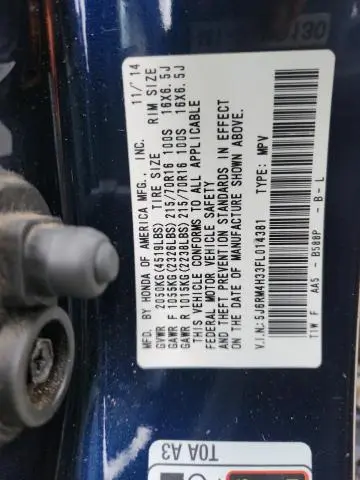 MFD. BY HONDA OF AMERICA MFG., INC. 11/ 14
GVWR 2050KG(4519LBS) TIRE SIZE RIM SIZE
GAWR F 1055KG(2326LBS) 215/70R16 100S 16X6.5J
GAWR R 1015KG(2238LBS) 215/70R16 100S 16X6.5J
THIS VEHICLE CONFORMS TO ALL APPLICABLE
FEDERAL MOTOR VEHICLE SAFETY
AND THEFT PREVENTION STANDARDS IN EFFECT
ON THE DATE OF MANUFACTURE SHOWN ABOVE.
V.I.N:5J6RM4H33FL014381 TYPE: MPV
T1W F AA5 - B588P - B - L
T0A A3